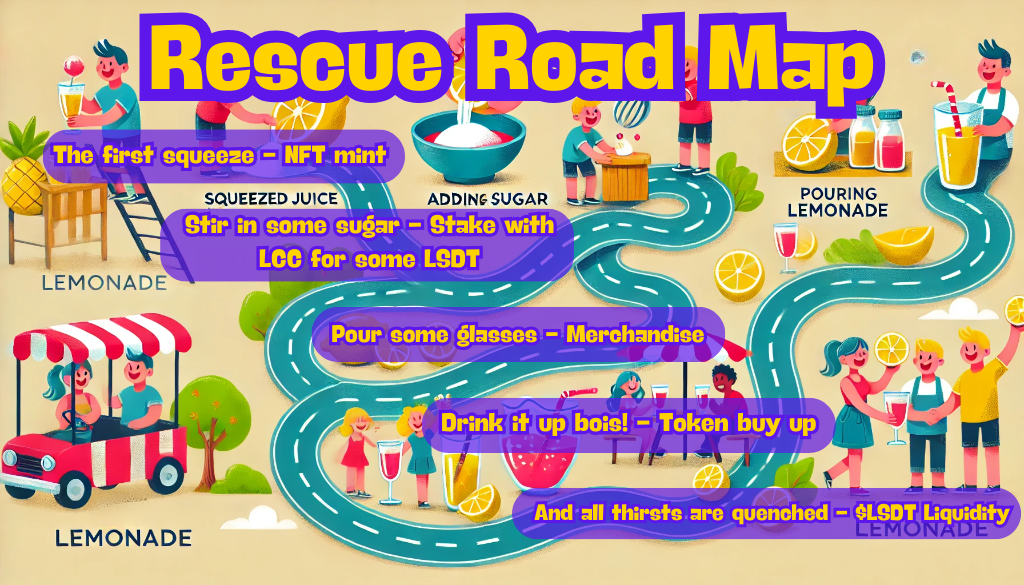 Rescue Road Map
The first squeeze – NFT mint
SQUEEZED JUICE
ADDING SUGAR
POURING
LEMONADE
Stir in some sugar – Stake with
LCC for some LSDT
LEMONADE
Pour some glasses – Merchandise
Drink it up bois! – Token buy up
And all thirsts are quenched – $LSDT Liquidity
LEMONADE
LEMONADE